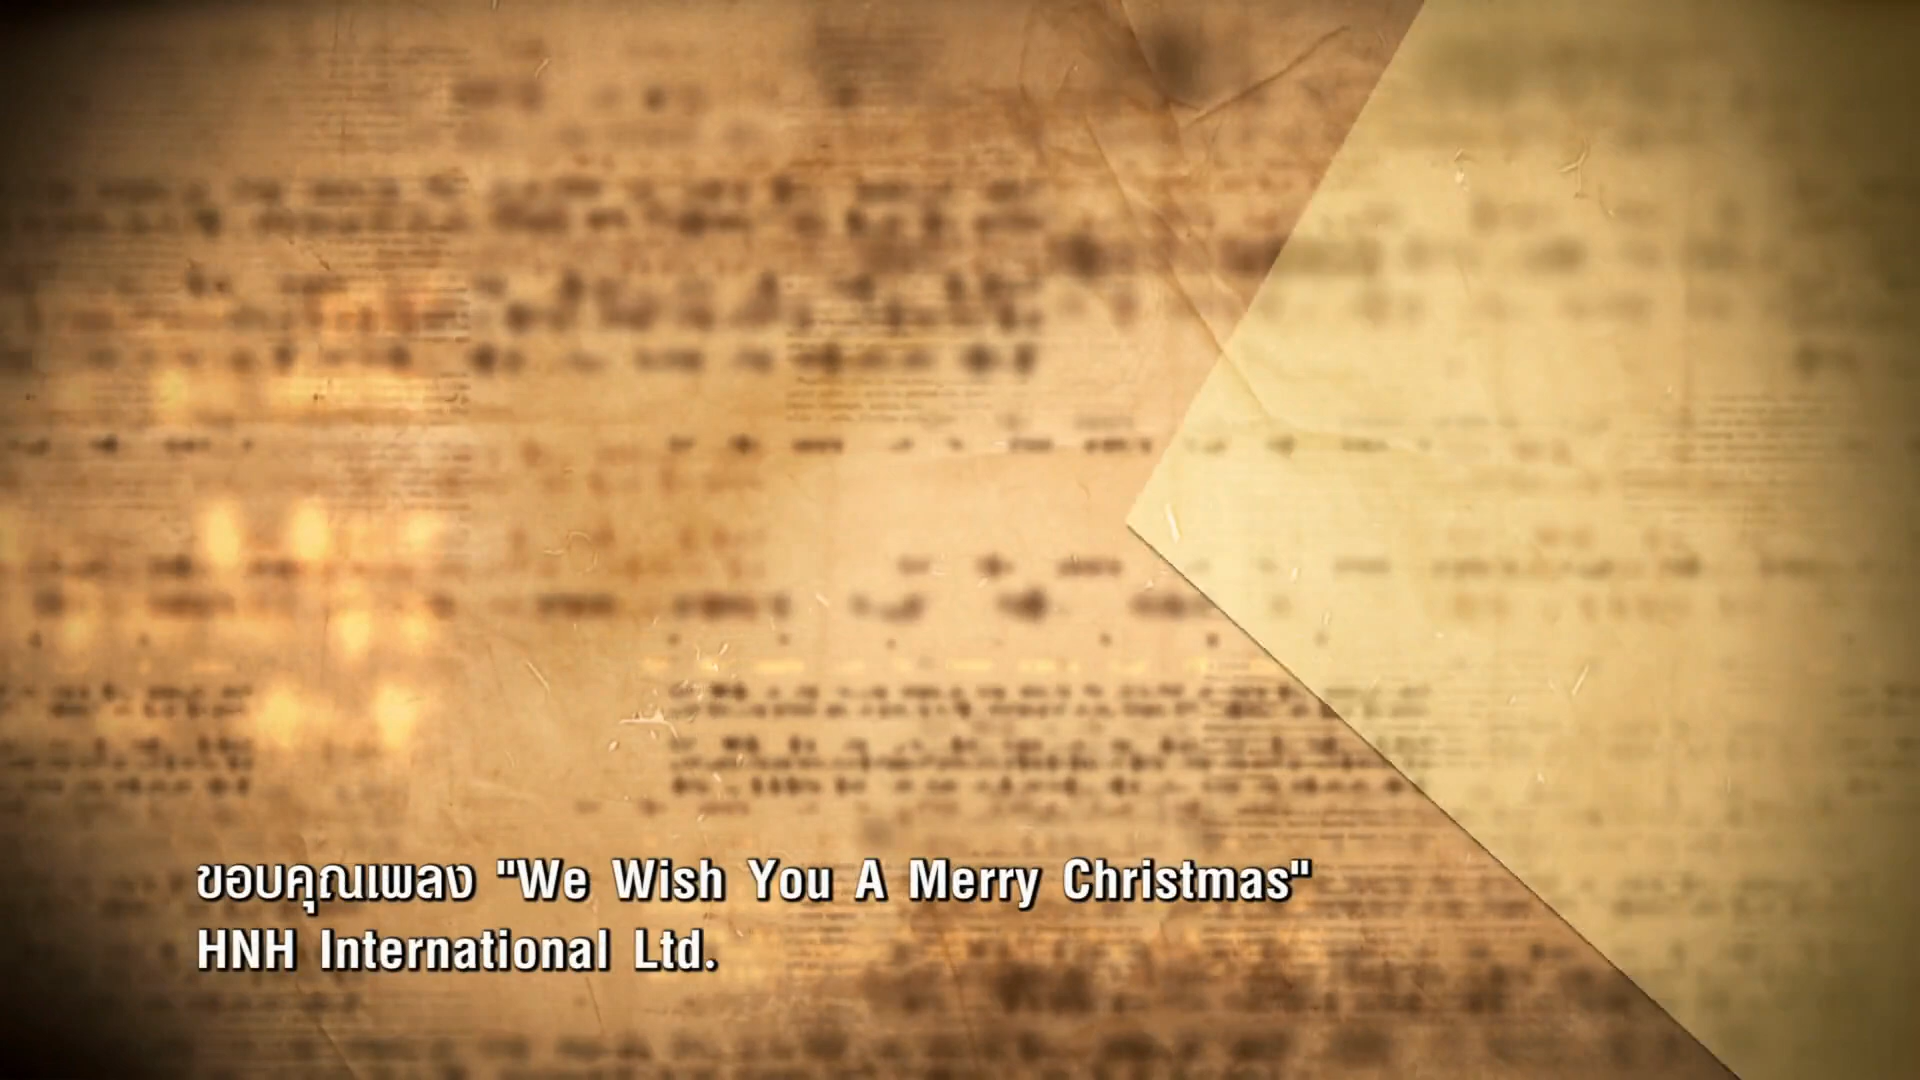 ขอบคุณเพลง "We Wish You A Merry Christmas"
HNH International Ltd.